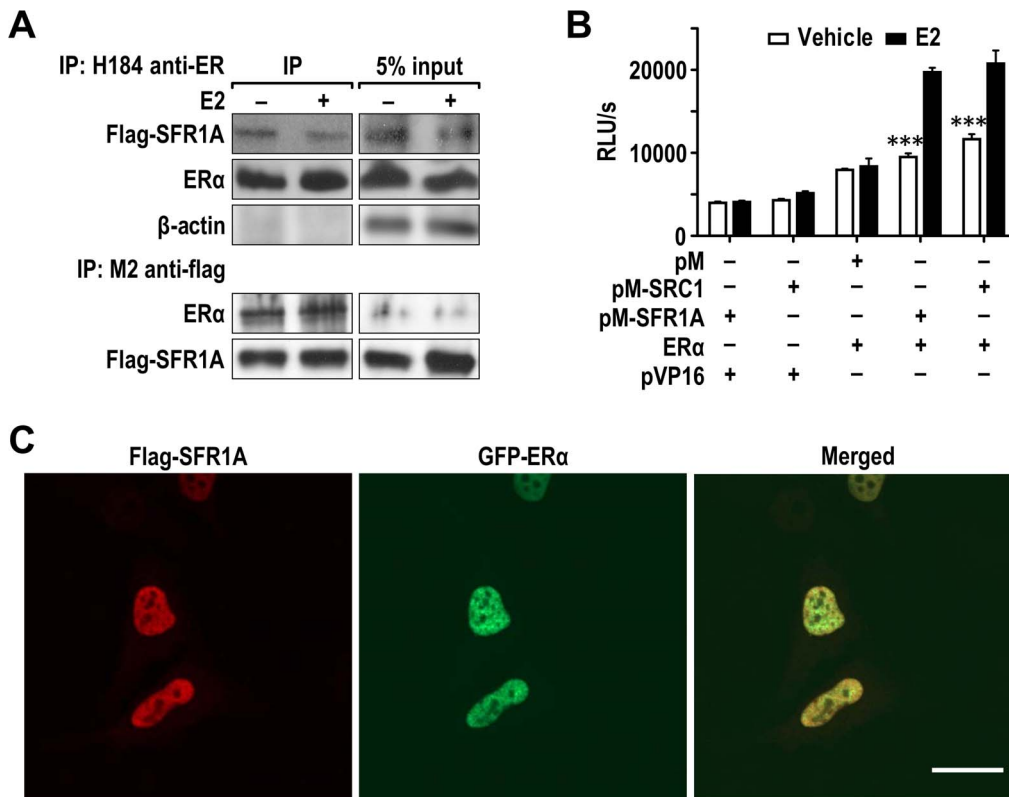 A
IP: H184 anti-ER
IP
5% input
E2
– + – +
Flag-SFR1A
ERα
β-actin
IP: M2 anti-flag
ERα
Flag-SFR1A
B
Vehicle E2
RLU/s
20000
10000
0
*** ***
pM – – + – –
pM-SRC1 – + – – +
pM-SFR1A + – – + –
ERα – – + + +
pVP16 + + – – –
C
Flag-SFR1A
GFP-ERα
Merged